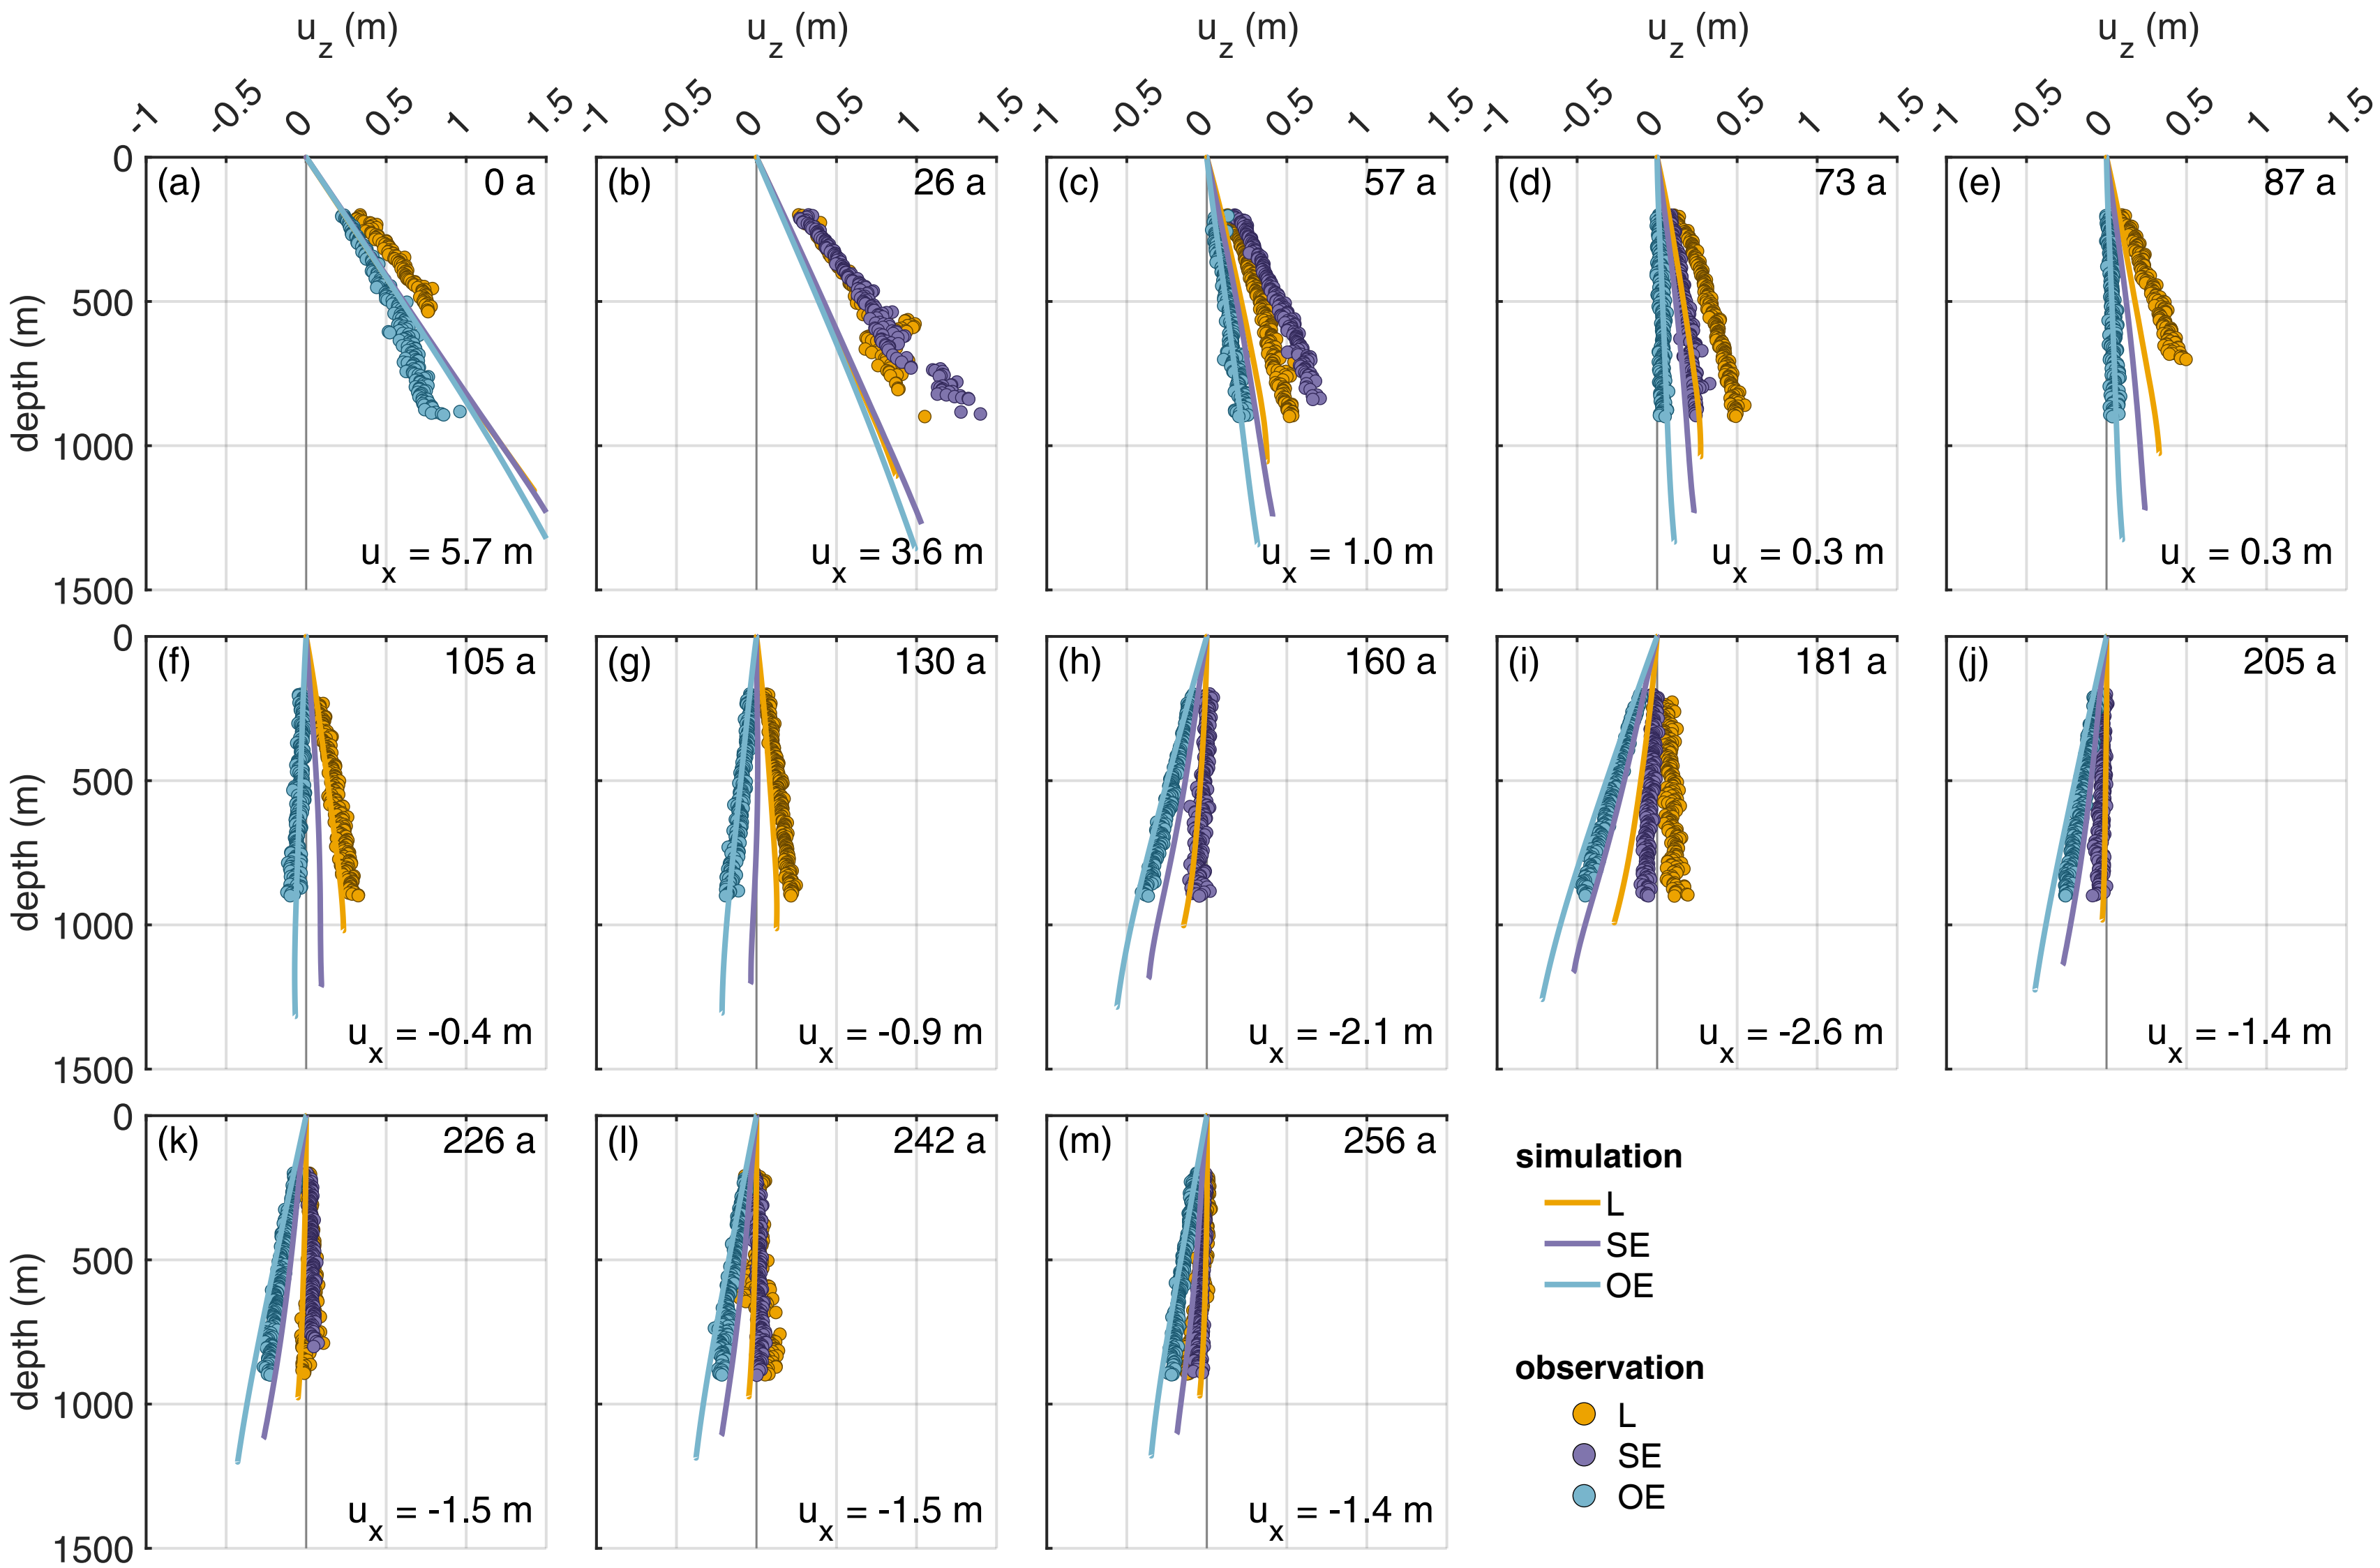 u_z (m) u_z (m) u_z (m) u_z (m) u_z (m)
-1 -0.5 0 0.5 1 1.5 -1 -0.5 0 0.5 1 1.5 -1 -0.5 0 0.5 1 1.5 -1 -0.5 0 0.5 1 1.5 -1 -0.5 0 0.5 1 1.5
0
(a) 0 a (b) 26 a (c) 57 a (d) 73 a (e) 87 a
500
depth (m)
1000
u_x = 5.7 m u_x = 3.6 m u_x = 1.0 m u_x = 0.3 m u_x = 0.3 m
1500
0
(f) 105 a (g) 130 a (h) 160 a (i) 181 a (j) 205 a
500
depth (m)
1000
u_x = -0.4 m u_x = -0.9 m u_x = -2.1 m u_x = -2.6 m u_x = -1.4 m
1500
0
(k) 226 a (l) 242 a (m) 256 a
500
depth (m)
1000
u_x = -1.5 m u_x = -1.5 m u_x = -1.4 m
1500
simulation
L
SE
OE
observation
L
SE
OE